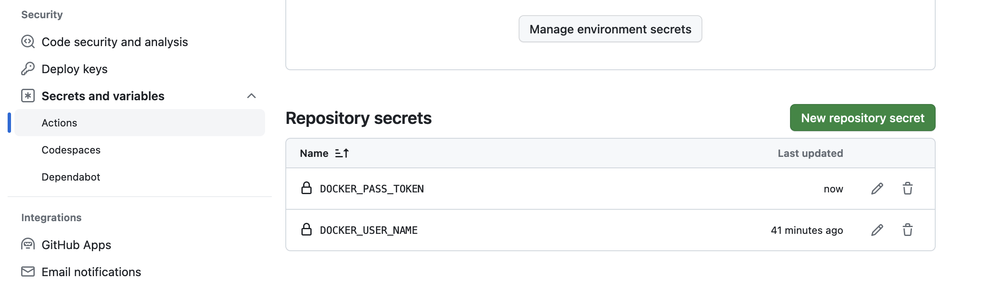 Security
Code security and analysis
Deploy keys
Secrets and variables
Actions
Codespaces
Dependabot
Integrations
GitHub Apps
Email notifications
Manage environment secrets
Repository secrets
New repository secret
Name Last updated
DOCKER_PASS_TOKEN now
DOCKER_USER_NAME 41 minutes ago